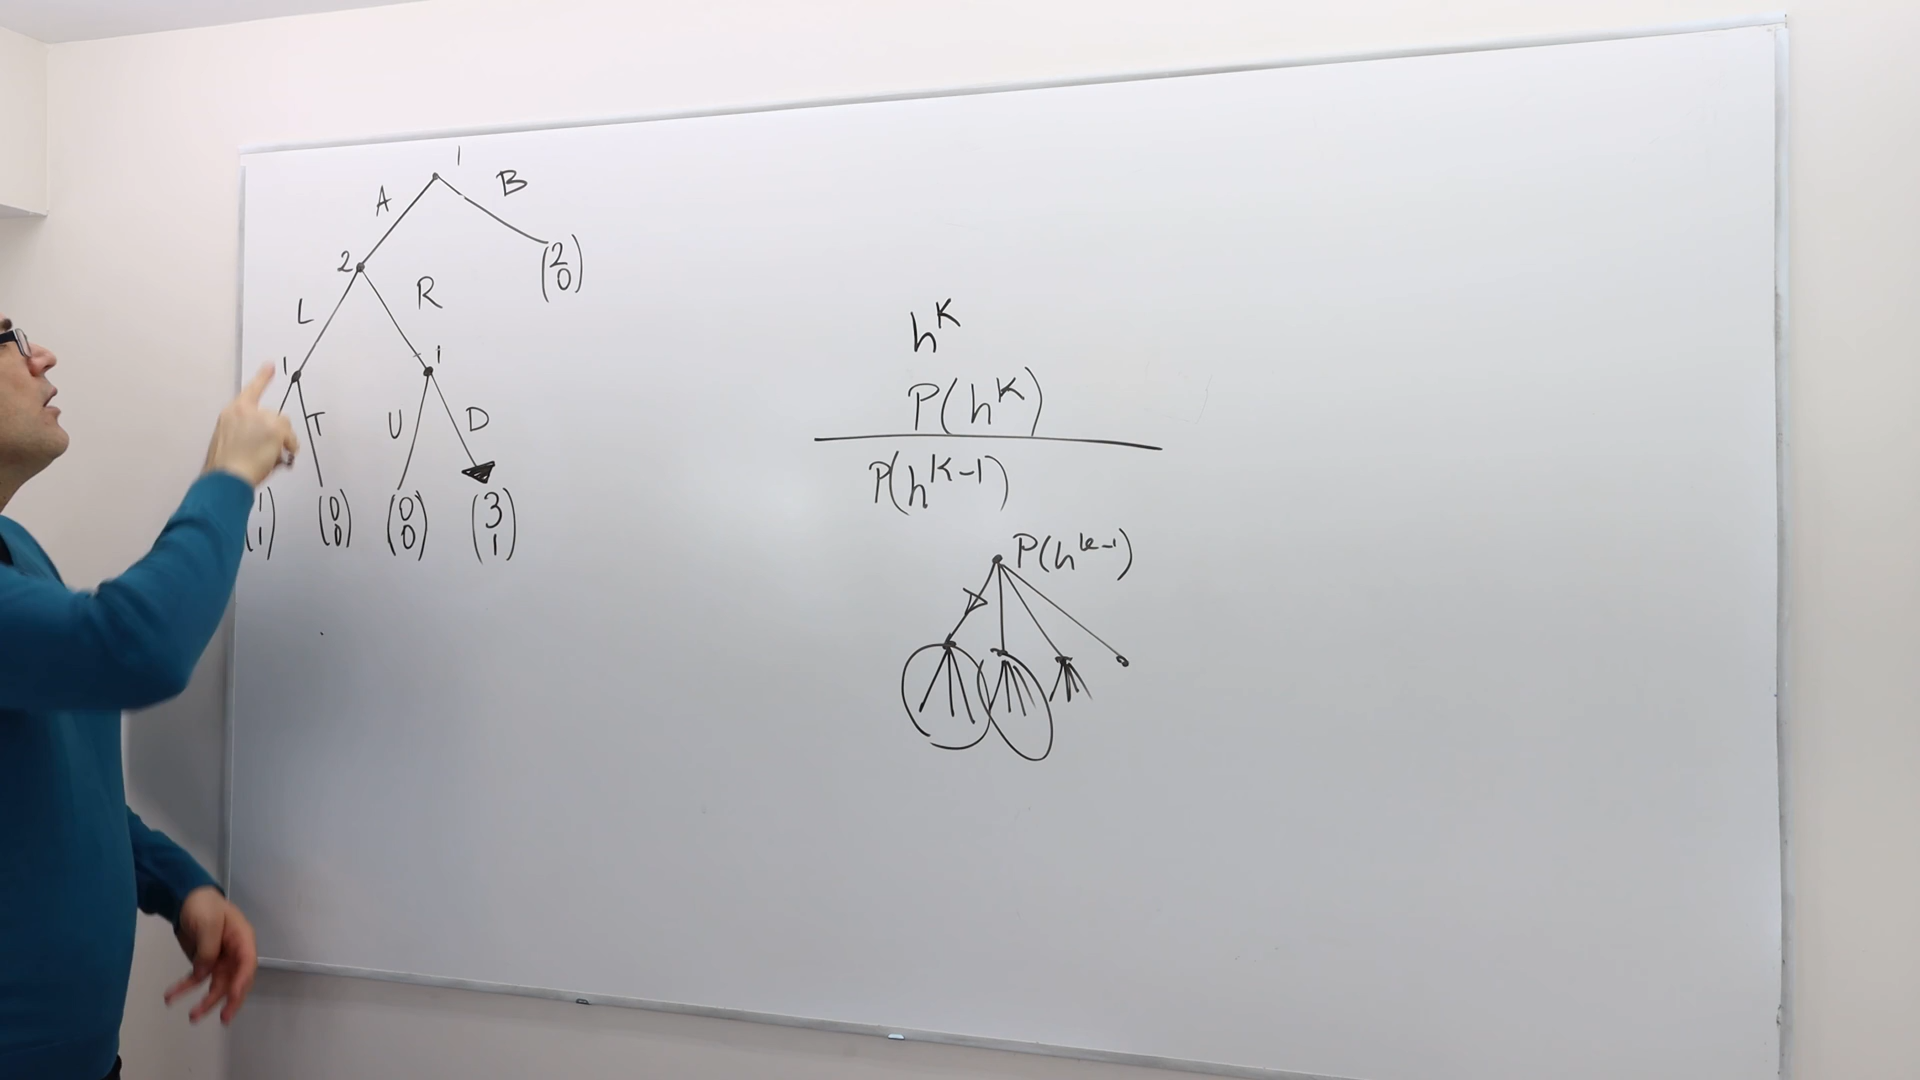 1
A B
2 (2 0)
L R
1 1
T U D
(1 1) (0 0) (0 0) (3 1)
h^K
P(h^K)
P(h^{K-1})
P(h^{k-1})